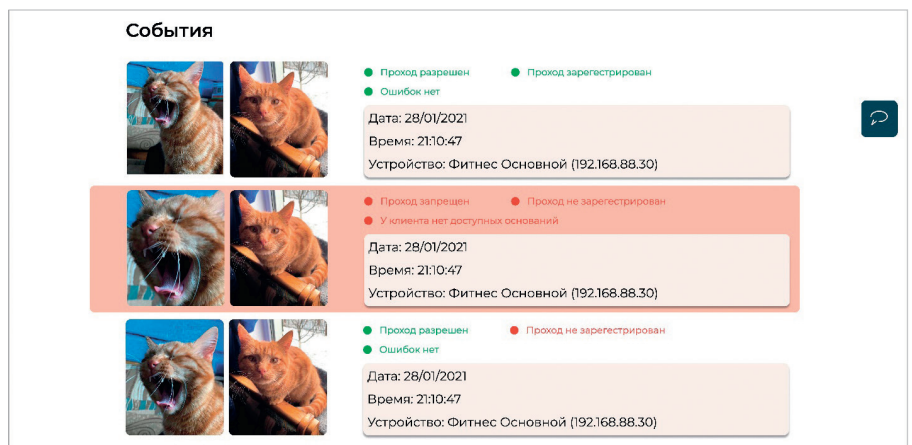 События
Проход разрешен Проход зарегестрирован
Ошибок нет
Дата: 28/01/2021
Время: 21:10:47
Устройство: Фитнес Основной (192.168.88.30)
Проход запрещен Проход не зарегестрирован
У клиента нет доступных оснований
Дата: 28/01/2021
Время: 21:10:47
Устройство: Фитнес Основной (192.168.88.30)
Проход разрешен Проход не зарегестрирован
Ошибок нет
Дата: 28/01/2021
Время: 21:10:47
Устройство: Фитнес Основной (192.168.88.30)